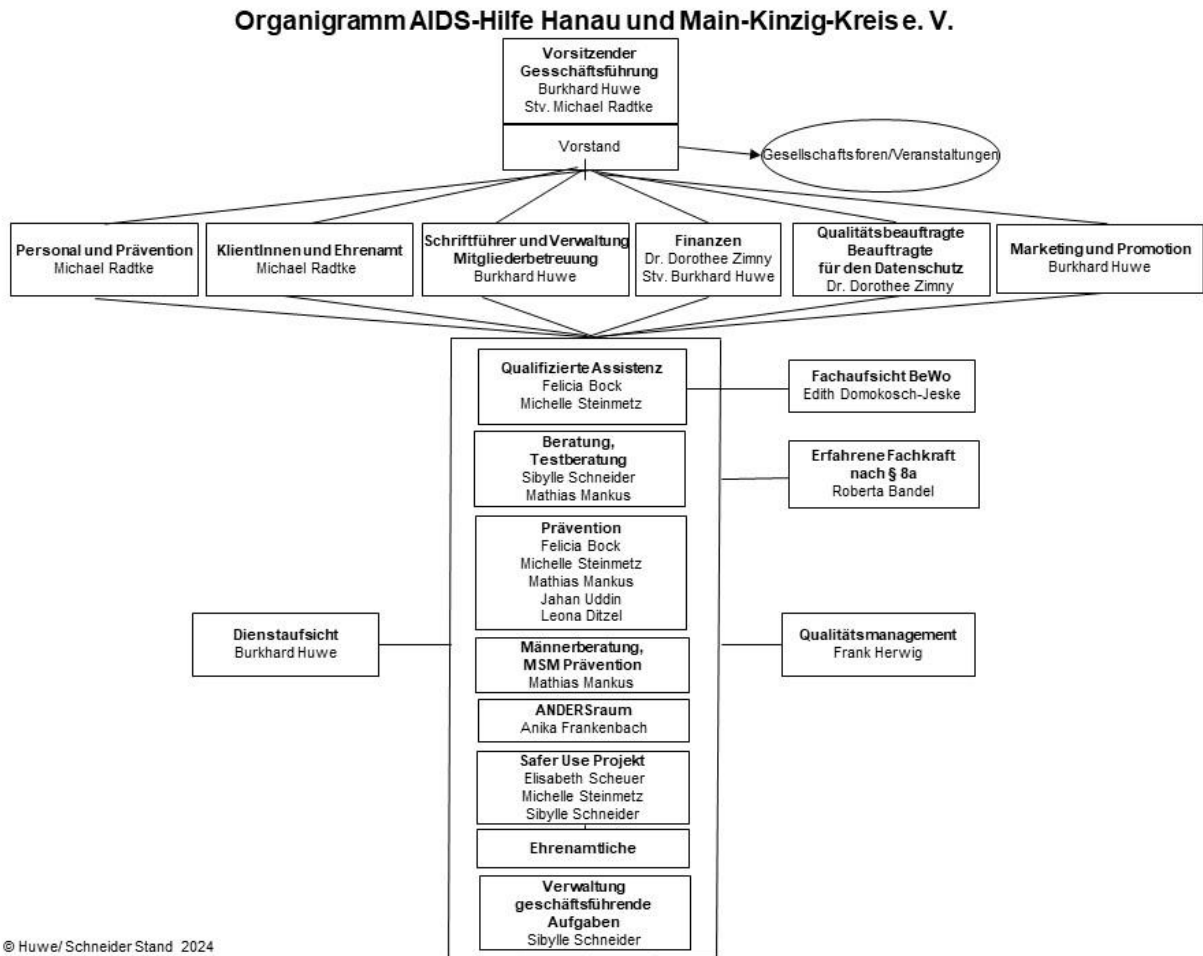 Organigramm AIDS-Hilfe Hanau und Main-Kinzig-Kreis e. V.
Vorsitzender
Gesschäftsführung
Burkhard Huwe
Stv. Michael Radtke
Vorstand
Gesellschaftsforen/Veranstaltungen
Personal und Prävention
Michael Radtke
KlientInnen und Ehrenamt
Michael Radtke
Schriftführer und Verwaltung
Mitgliederbetreuung
Burkhard Huwe
Finanzen
Dr. Dorothee Zimny
Stv. Burkhard Huwe
Qualitätsbeauftragte
Beauftragte
für den Datenschutz
Dr. Dorothee Zimny
Marketing und Promotion
Burkhard Huwe
Qualifizierte Assistenz
Felicia Bock
Michelle Steinmetz
Fachaufsicht BeWo
Edith Domokosch-Jeske
Beratung,
Testberatung
Sibylle Schneider
Mathias Mankus
Erfahrene Fachkraft
nach § 8a
Roberta Bandel
Prävention
Felicia Bock
Michelle Steinmetz
Mathias Mankus
Jahan Uddin
Leona Ditzel
Dienstaufsicht
Burkhard Huwe
Qualitätsmanagement
Frank Herwig
Männerberatung,
MSM Prävention
Mathias Mankus
ANDERSraum
Anika Frankenbach
Safer Use Projekt
Elisabeth Scheuer
Michelle Steinmetz
Sibylle Schneider
Ehrenamtliche
Verwaltung
geschäftsführende
Aufgaben
Sibylle Schneider
© Huwe/ Schneider Stand 2024